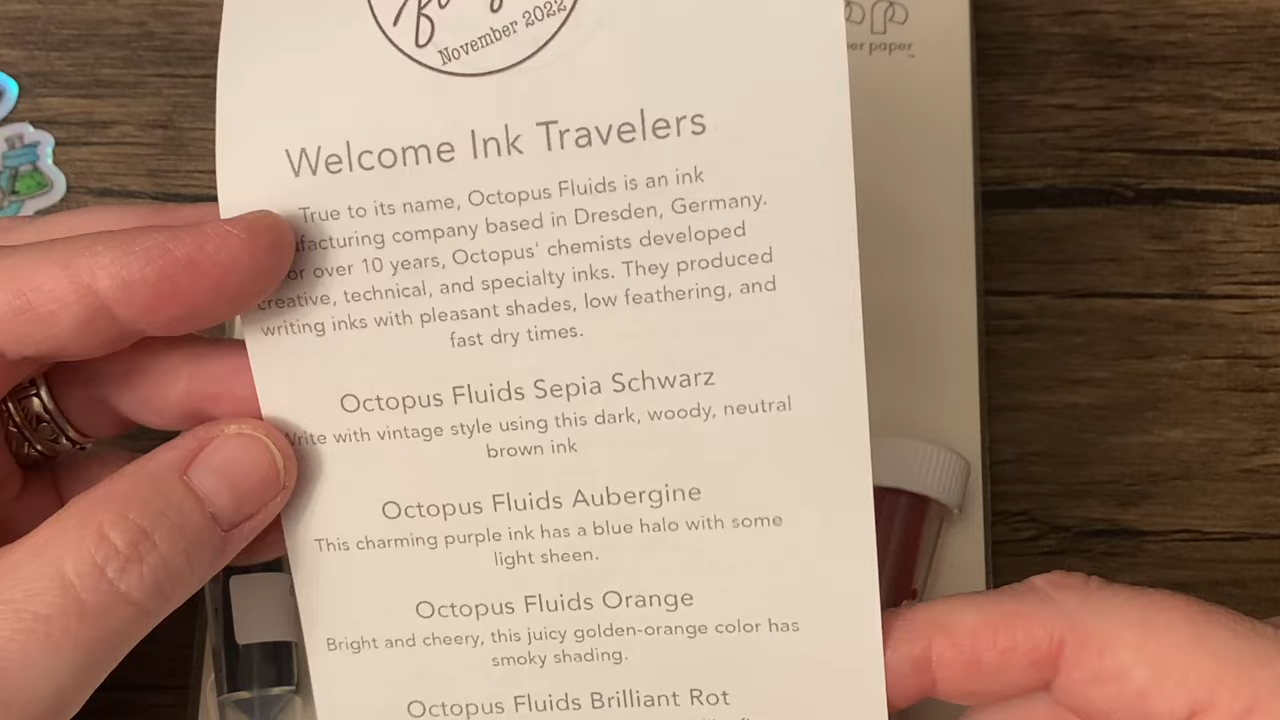 November 2022
er paper
Welcome Ink Travelers
True to its name, Octopus Fluids is an ink
facturing company based in Dresden, Germany.
or over 10 years, Octopus' chemists developed
creative, technical, and specialty inks. They produced
writing inks with pleasant shades, low feathering, and
fast dry times.
Octopus Fluids Sepia Schwarz
Write with vintage style using this dark, woody, neutral
brown ink
Octopus Fluids Aubergine
This charming purple ink has a blue halo with some
light sheen.
Octopus Fluids Orange
Bright and cheery, this juicy golden-orange color has
smoky shading.
Octopus Fluids Brilliant Rot